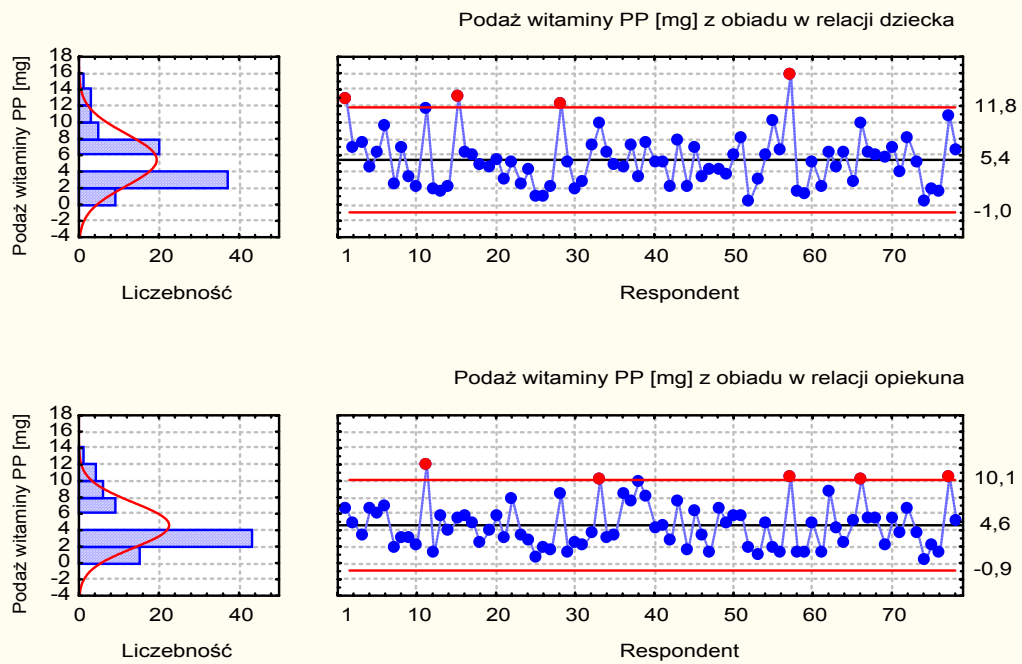 Podaż witaminy PP [mg] z obiadu w relacji dziecka
Podaż witaminy PP [mg]
18
16
14
12
10
8
6
4
2
0
-2
-4
0 20 40
Liczebność
1 10 20 30 40 50 60 70
Respondent
11,8
5,4
-1,0
Podaż witaminy PP [mg] z obiadu w relacji opiekuna
Podaż witaminy PP [mg]
18
16
14
12
10
8
6
4
2
0
-2
-4
0 20 40
Liczebność
1 10 20 30 40 50 60 70
Respondent
10,1
4,6
-0,9